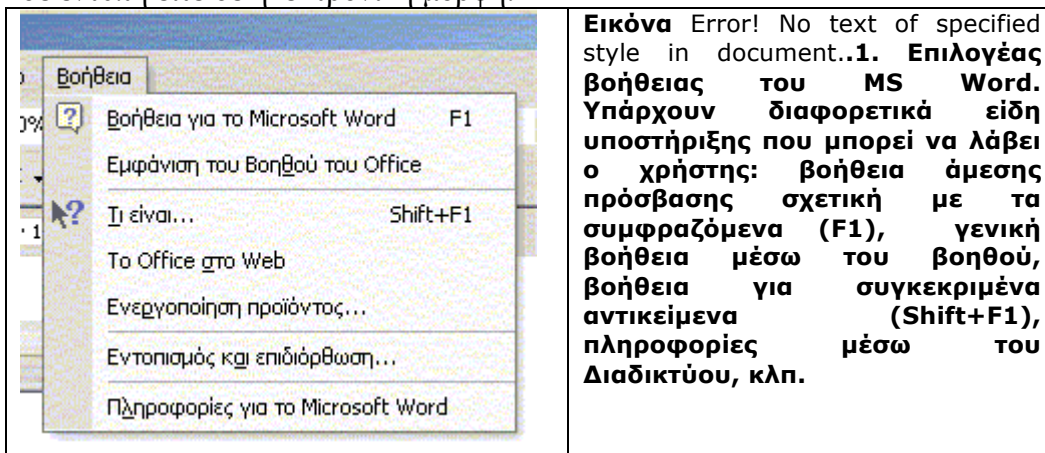 Βοήθεια
Βοήθεια για το Microsoft Word F1
Εμφάνιση του Βοηθού του Office
Τι είναι... Shift+F1
Το Office στο Web
Ενεργοποίηση προϊόντος...
Εντοπισμός και επιδιόρθωση...
Πληροφορίες για το Microsoft Word
Εικόνα Error! No text of specified
style in document..1. Επιλογέας
βοήθειας του MS Word.
Υπάρχουν διαφορετικά είδη
υποστήριξης που μπορεί να λάβει
ο χρήστης: βοήθεια άμεσης
πρόσβασης σχετική με τα
συμφραζόμενα (F1), γενική
βοήθεια μέσω του βοηθού,
βοήθεια για συγκεκριμένα
αντικείμενα (Shift+F1),
πληροφορίες μέσω του
Διαδικτύου, κλπ.